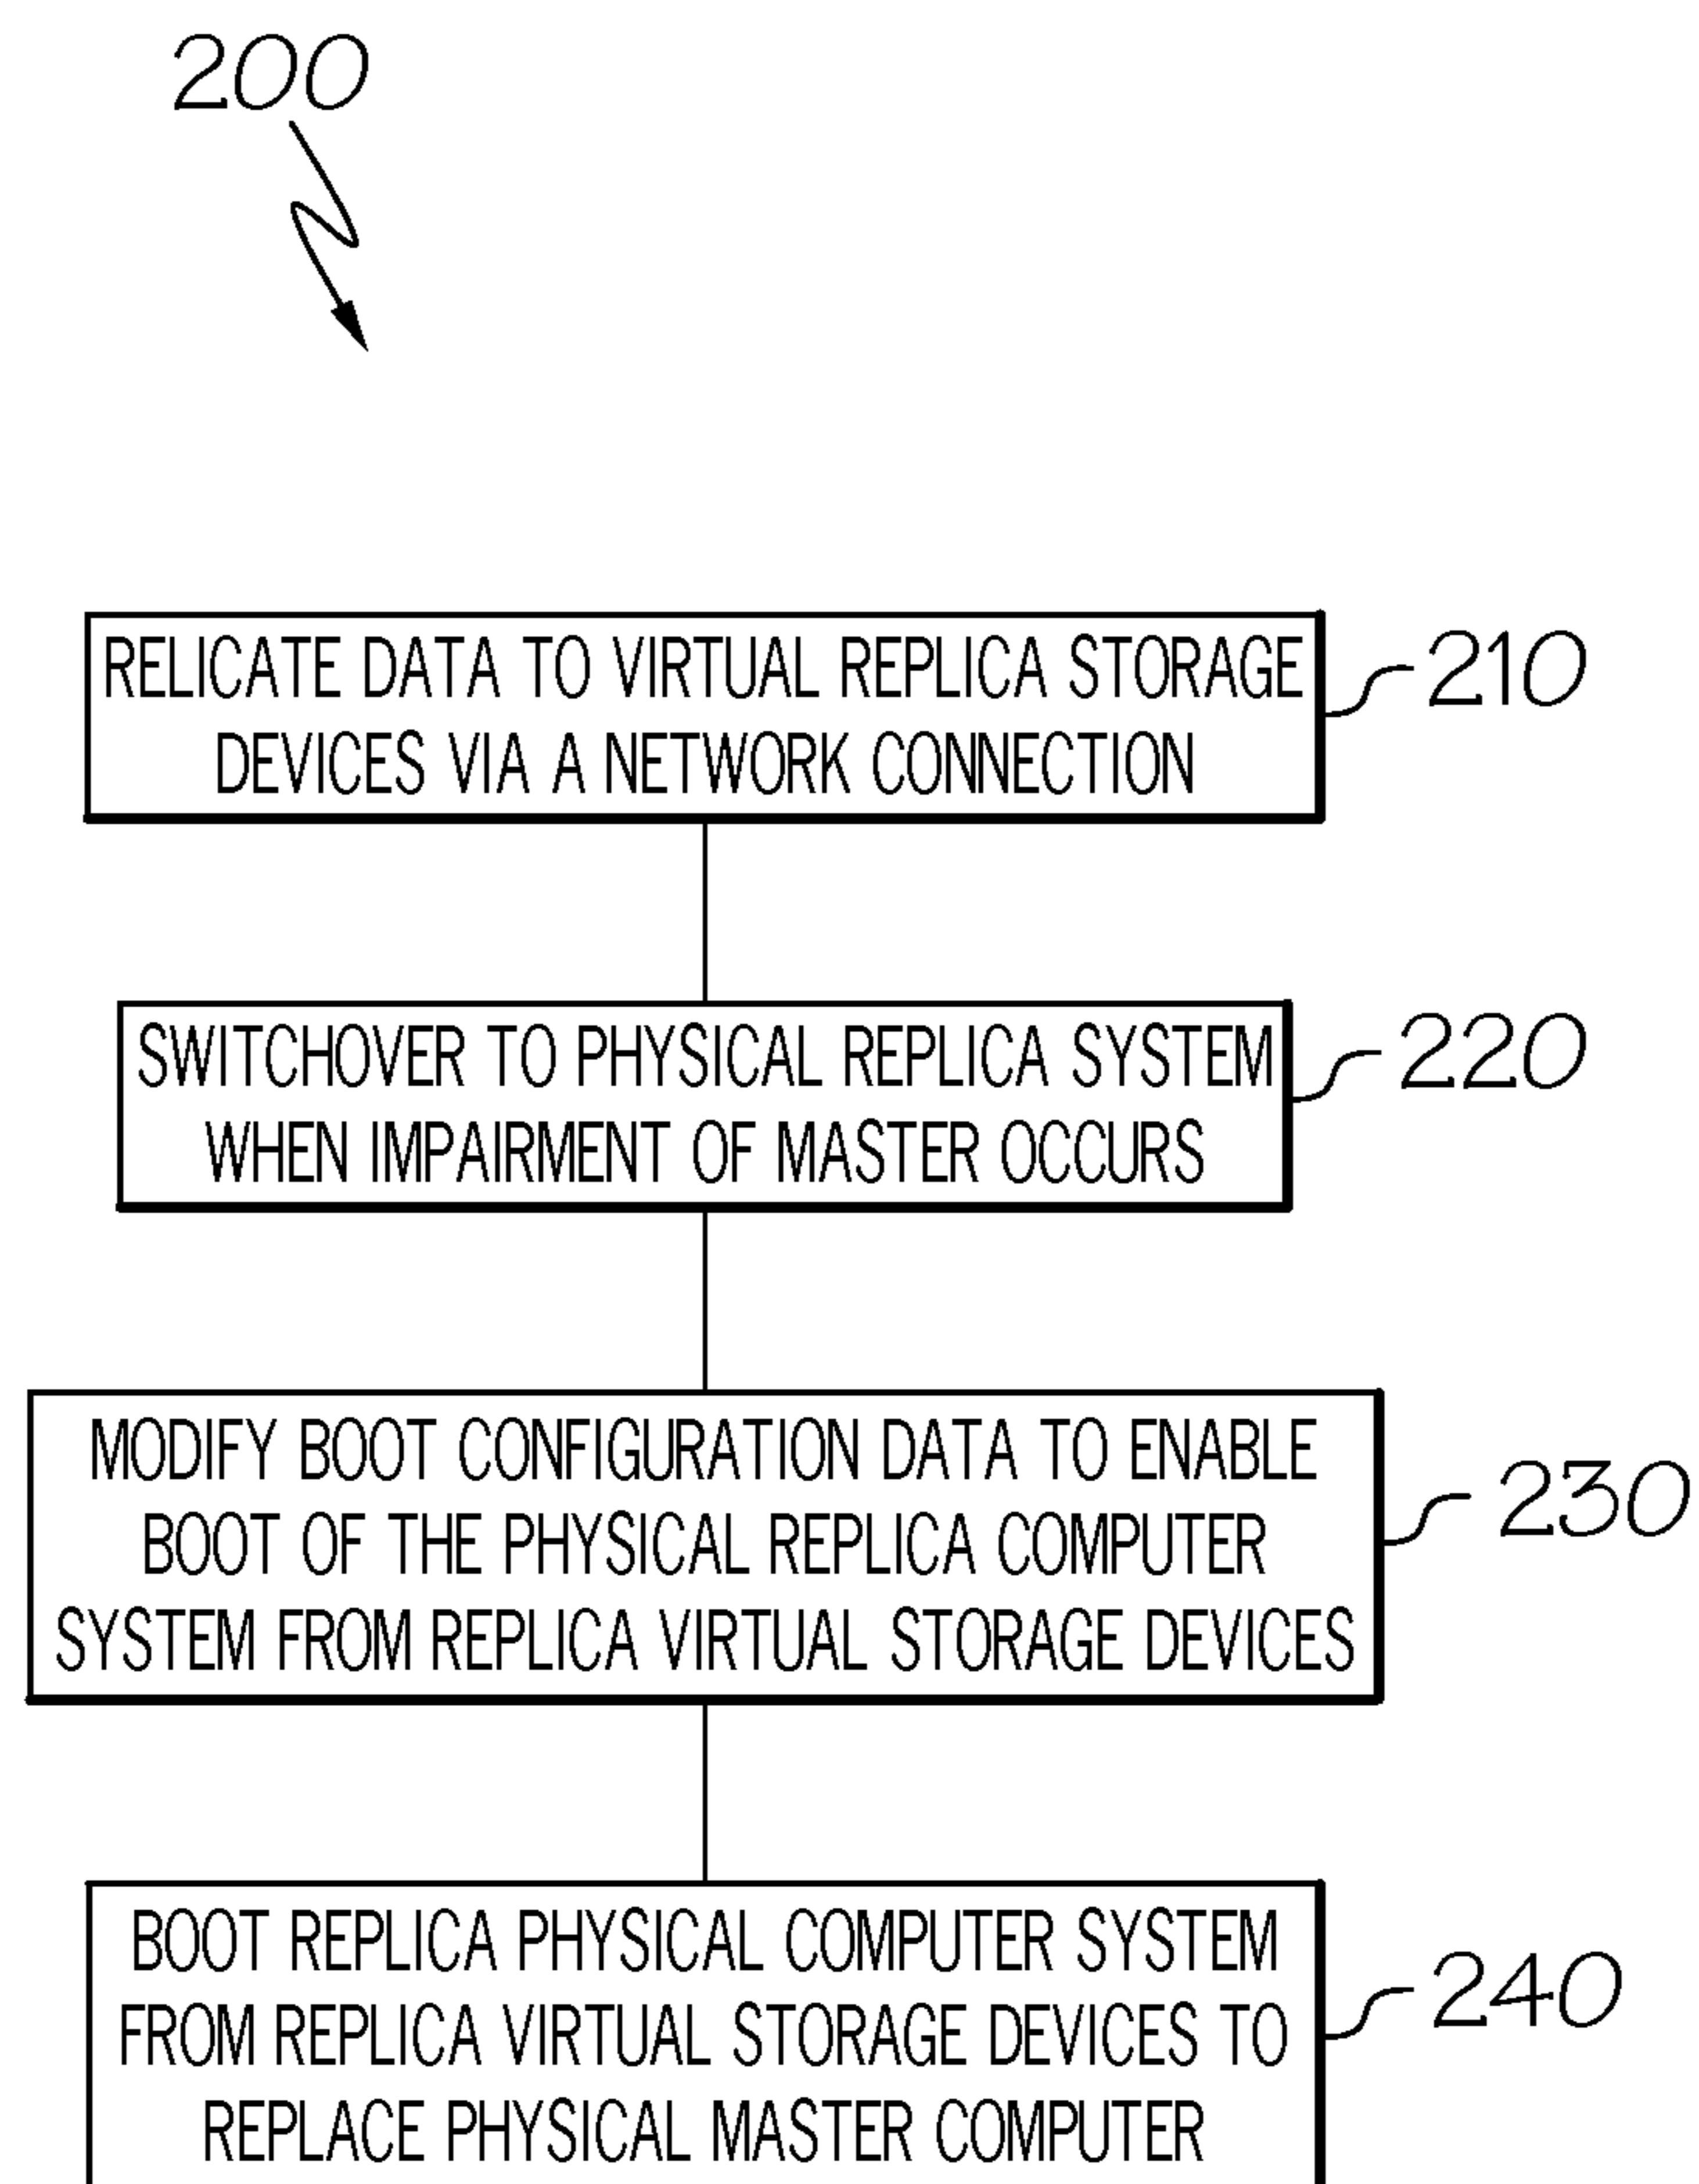 200
RELICATE DATA TO VIRTUAL REPLICA STORAGE
DEVICES VIA A NETWORK CONNECTION
210
SWITCHOVER TO PHYSICAL REPLICA SYSTEM
WHEN IMPAIRMENT OF MASTER OCCURS
220
MODIFY BOOT CONFIGURATION DATA TO ENABLE
BOOT OF THE PHYSICAL REPLICA COMPUTER
SYSTEM FROM REPLICA VIRTUAL STORAGE DEVICES
230
BOOT REPLICA PHYSICAL COMPUTER SYSTEM
FROM REPLICA VIRTUAL STORAGE DEVICES TO
REPLACE PHYSICAL MASTER COMPUTER
240